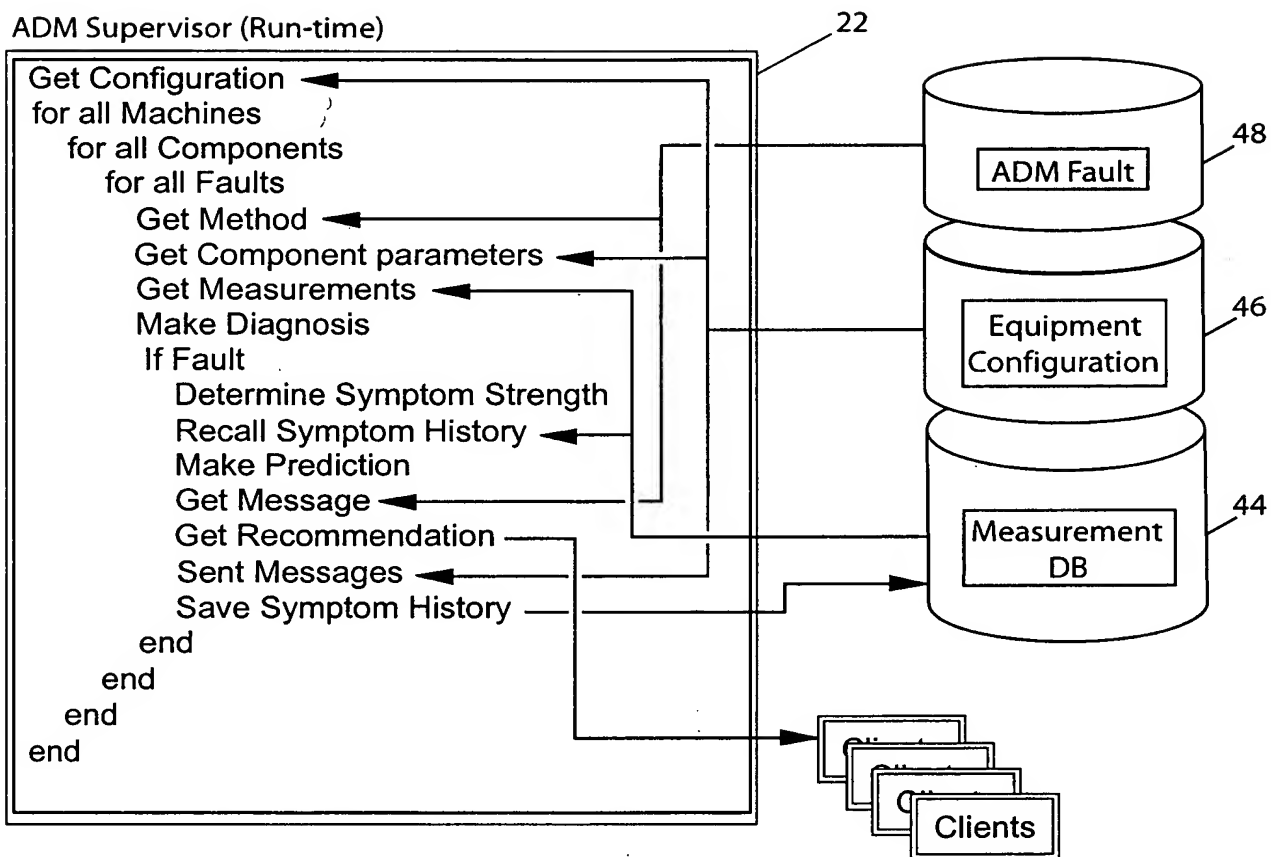 ADM Supervisor (Run-time)
22
Get Configuration
for all Machines
for all Components
for all Faults
Get Method
Get Component parameters
Get Measurements
Make Diagnosis
If Fault
Determine Symptom Strength
Recall Symptom History
Make Prediction
Get Message
Get Recommendation
Sent Messages
Save Symptom History
end
end
end
end
ADM Fault
48
Equipment
Configuration
46
Measurement
DB
44
Clients